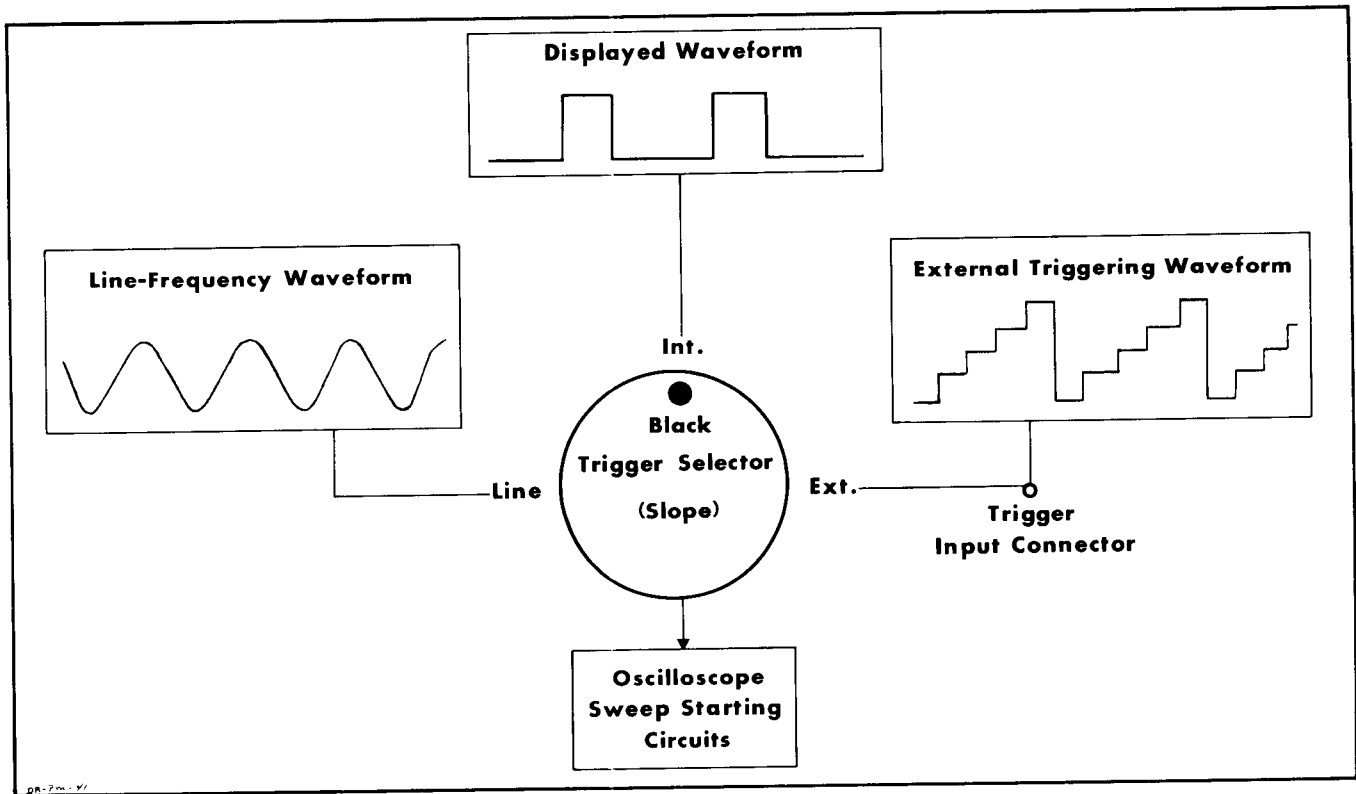 Displayed Waveform
Line-Frequency Waveform
External Triggering Waveform
Int.
Black
Trigger Selector
(Slope)
Line
Ext.
Trigger
Input Connector
Oscilloscope
Sweep Starting
Circuits